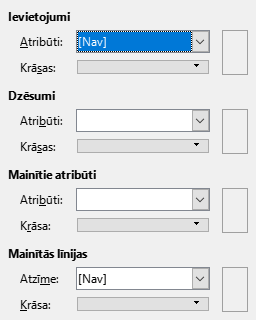 Ievietojumi
Atribūti: [Nav]
Krāsas:
Dzēsumi
Atribūti:
Krāsas:
Mainītie atribūti
Atribūti:
Krāsa:
Mainītās līnijas
Atzīme: [Nav]
Krāsa: